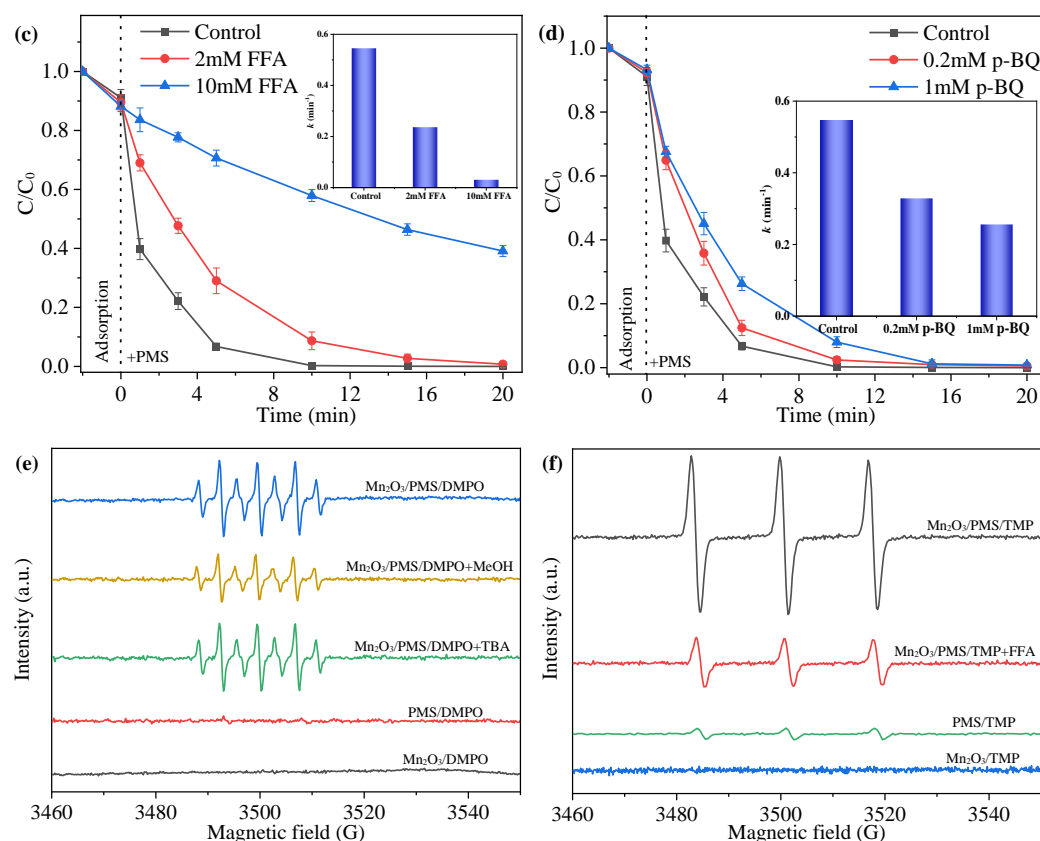 (c)
Control
2mM FFA
10mM FFA
C/C₀
1.0
0.8
0.6
0.4
0.2
0.0
Adsorption
+PMS
0 4 8 12 16 20
Time (min)
k (min⁻¹)
0.6
0.4
0.2
0.0
Control 2mM FFA 10mM FFA
(d)
Control
0.2mM p-BQ
1mM p-BQ
C/C₀
1.0
0.8
0.6
0.4
0.2
0.0
Adsorption
+PMS
0 4 8 12 16 20
Time (min)
k (min⁻¹)
0.6
0.4
0.2
0.0
Control 0.2mM p-BQ 1mM p-BQ
(e)
Intensity (a.u.)
Mn₂O₃/PMS/DMPO
Mn₂O₃/PMS/DMPO+MeOH
Mn₂O₃/PMS/DMPO+TBA
PMS/DMPO
Mn₂O₃/DMPO
3460 3480 3500 3520 3540
Magnetic field (G)
(f)
Intensity (a.u.)
Mn₂O₃/PMS/TMP
Mn₂O₃/PMS/TMP+FFA
PMS/TMP
Mn₂O₃/TMP
3460 3480 3500 3520 3540
Magnetic field (G)